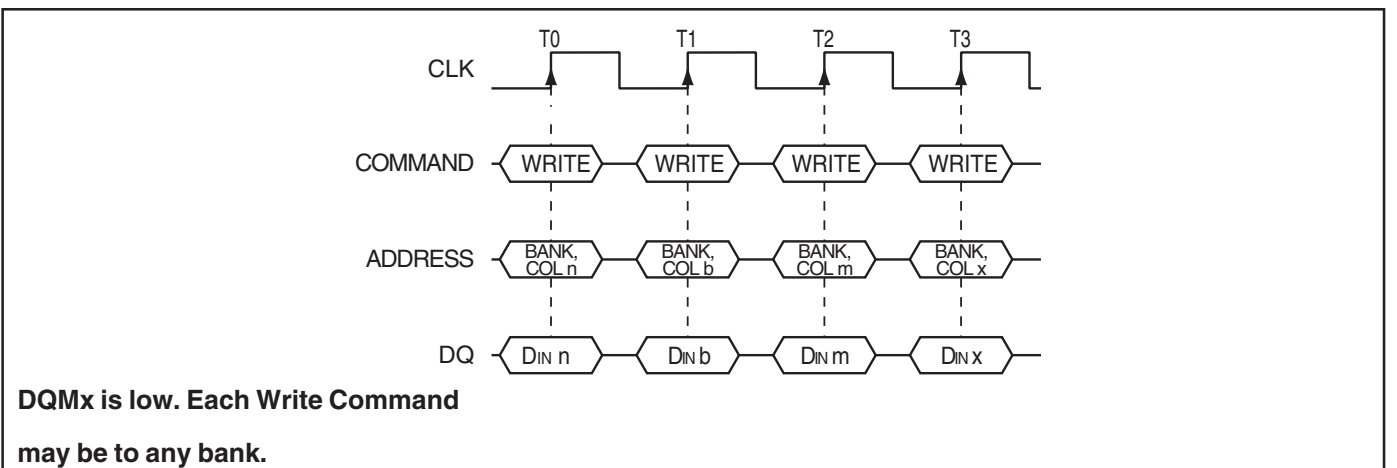 T0 T1 T2 T3
CLK
COMMAND WRITE WRITE WRITE WRITE
BANK, BANK, BANK, BANK,
ADDRESS
COL n COL b COL m COL x
DQ DIN n DIN b DIN m DIN x
DQMx is low. Each Write Command
may be to any bank.